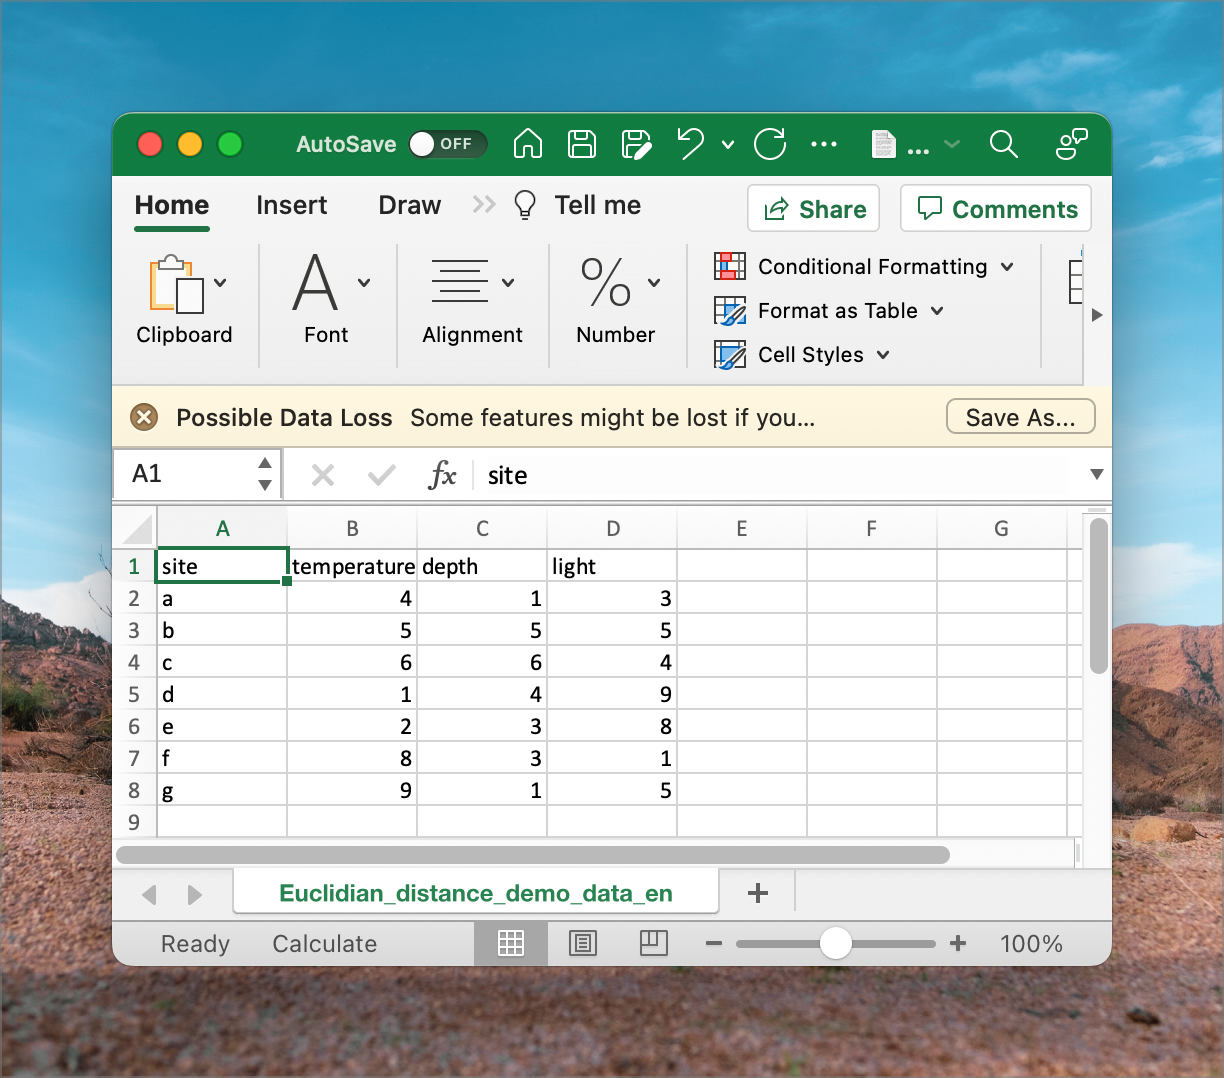 AutoSave OFF ... ...
Home Insert Draw Tell me Share Comments
Clipboard Font Alignment % Number
Conditional Formatting
Format as Table
Cell Styles
Possible Data Loss Some features might be lost if you... Save As...
A1 fx site
A B C D E F G
1 site temperature depth light
2 a 4 1 3
3 b 5 5 5
4 c 6 6 4
5 d 1 4 9
6 e 2 3 8
7 f 8 3 1
8 g 9 1 5
9
Euclidian_distance_demo_data_en +
Ready Calculate 100%